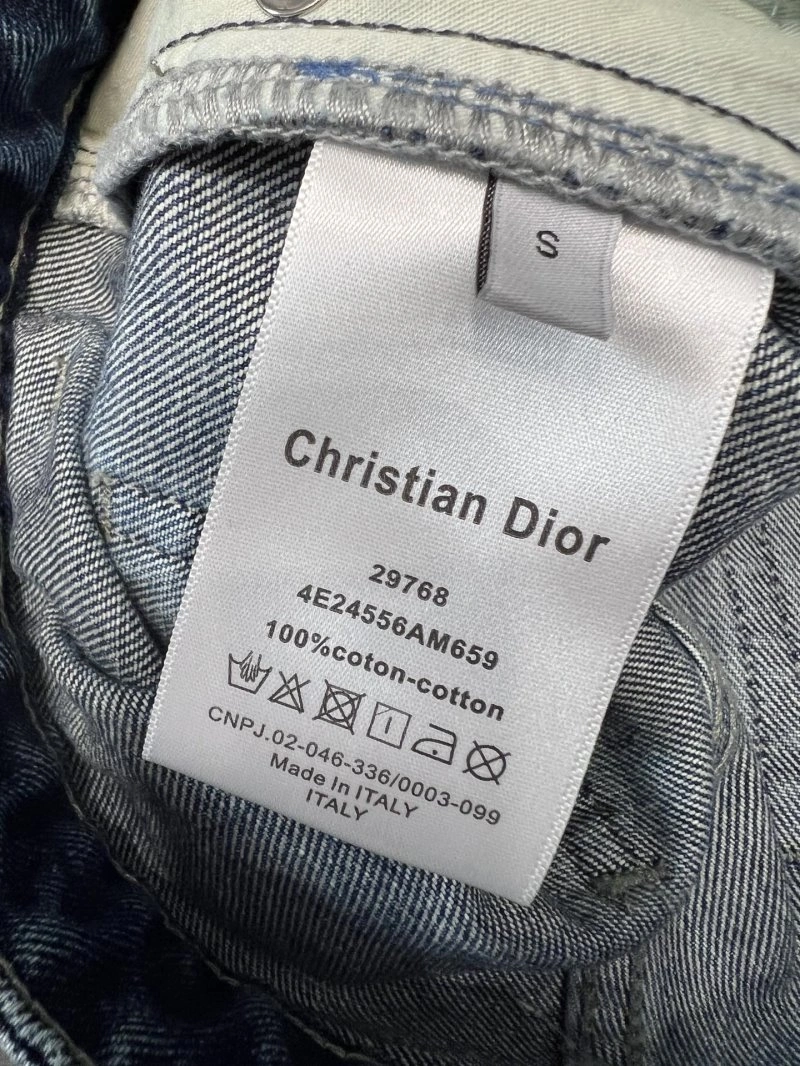 S
Christian Dior
29768
4E24556AM659
100%coton-cotton
CNPJ.02-046-336/0003-099
Made In ITALY
ITALY